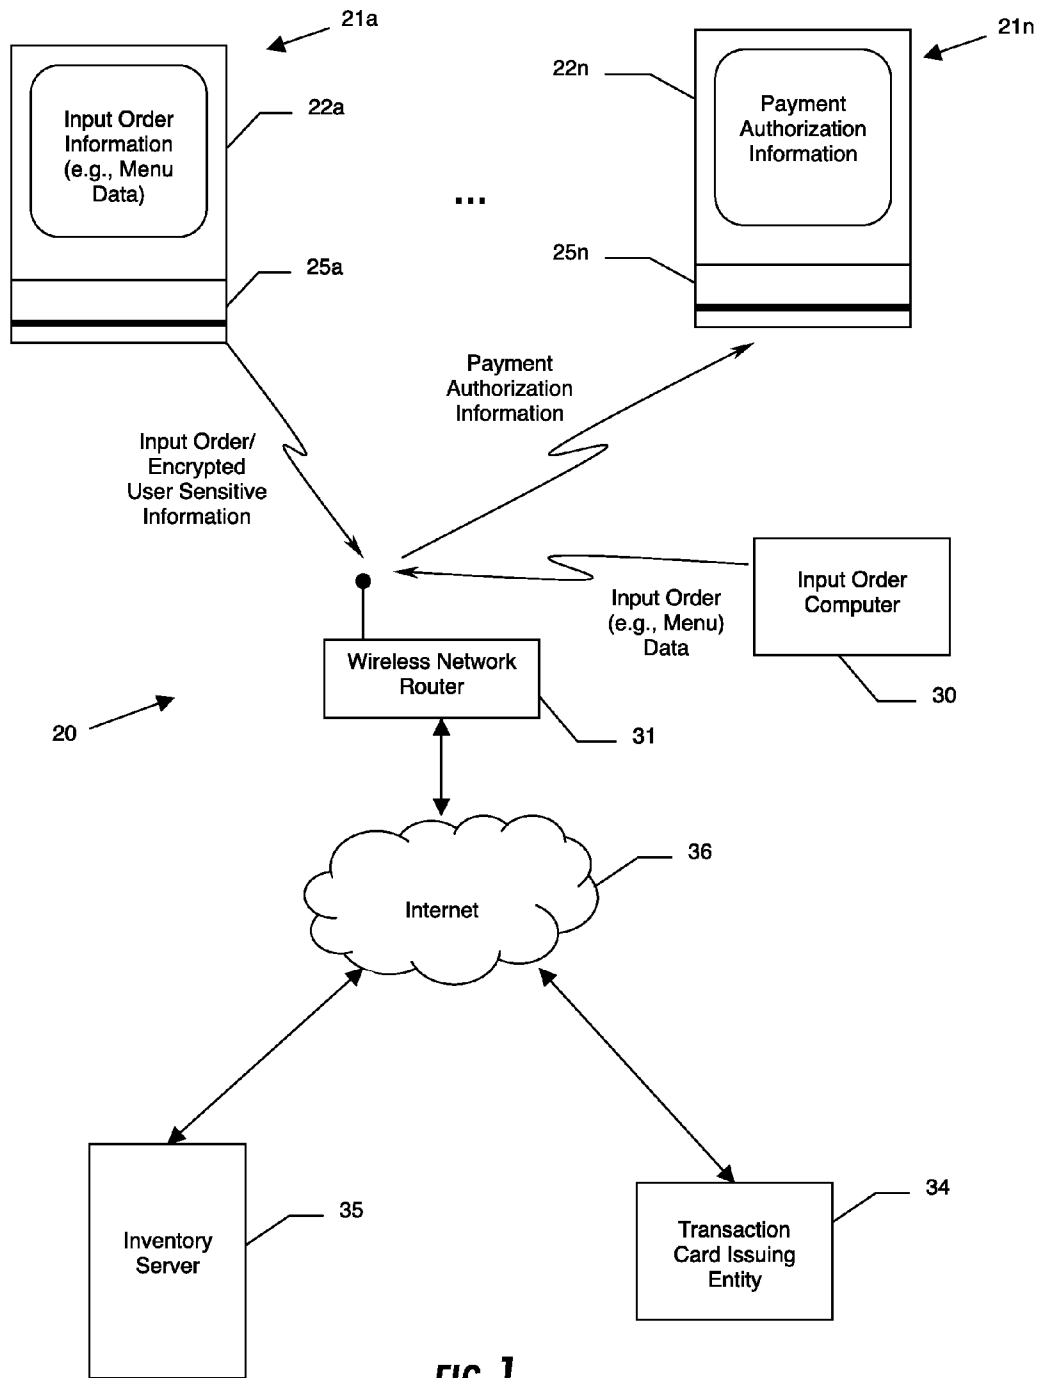 21a
21n
22a
22n
Input Order
Information
(e.g., Menu
Data)
Payment
Authorization
Information
...
25a
25n
Payment
Authorization
Information
Input Order/
Encrypted
User Sensitive
Information
Input Order
(e.g., Menu)
Data
Input Order
Computer
30
Wireless Network
Router
31
20
Internet
36
Inventory
Server
35
Transaction
Card Issuing
Entity
34
FIG. 1